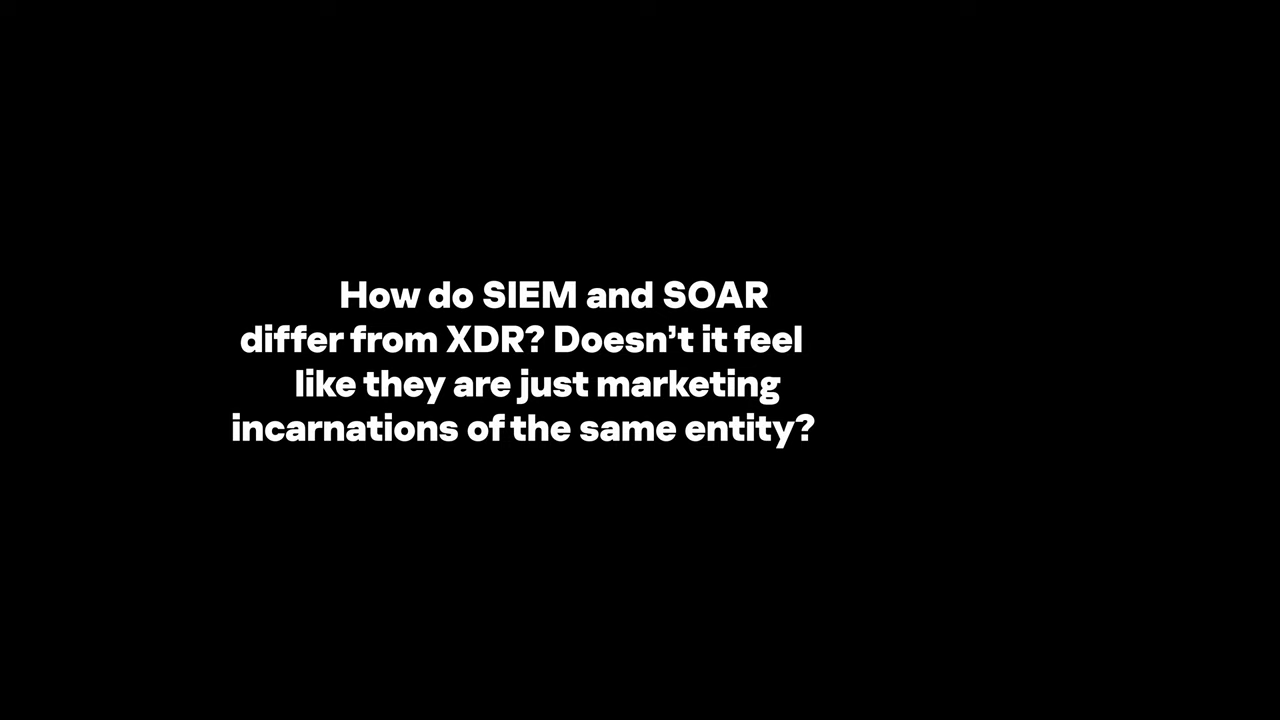 How do SIEM and SOAR
differ from XDR? Doesn’t it feel
like they are just marketing
incarnations of the same entity?